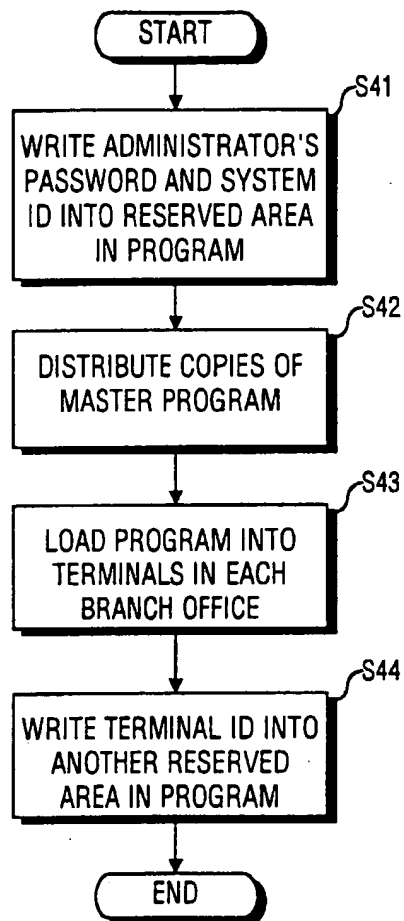 START
S41
WRITE ADMINISTRATOR'S
PASSWORD AND SYSTEM
ID INTO RESERVED AREA
IN PROGRAM
S42
DISTRIBUTE COPIES OF
MASTER PROGRAM
S43
LOAD PROGRAM INTO
TERMINALS IN EACH
BRANCH OFFICE
S44
WRITE TERMINAL ID INTO
ANOTHER RESERVED
AREA IN PROGRAM
END